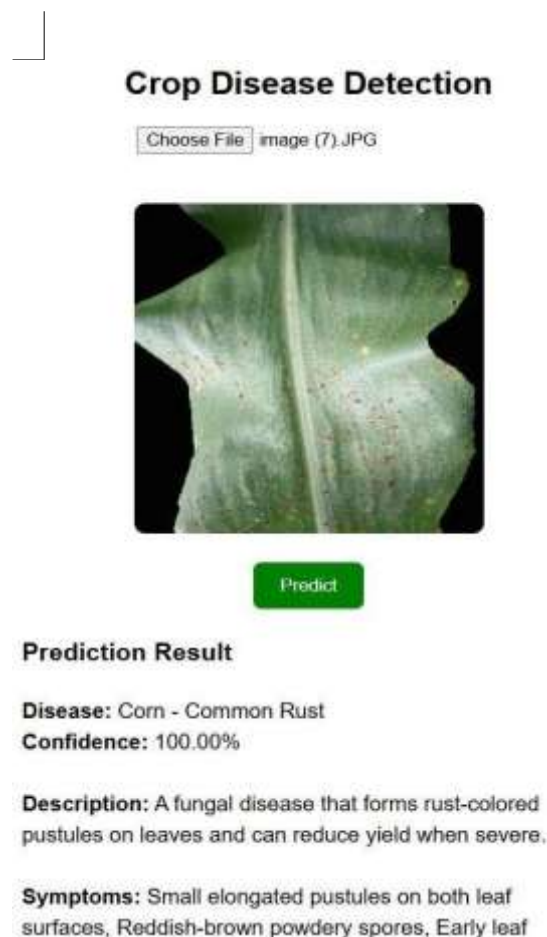 Crop Disease Detection
Choose File image (7).JPG
Predict
Prediction Result
Disease: Corn - Common Rust
Confidence: 100.00%
Description: A fungal disease that forms rust-colored
pustules on leaves and can reduce yield when severe.
Symptoms: Small elongated pustules on both leaf
surfaces, Reddish-brown powdery spores, Early leaf